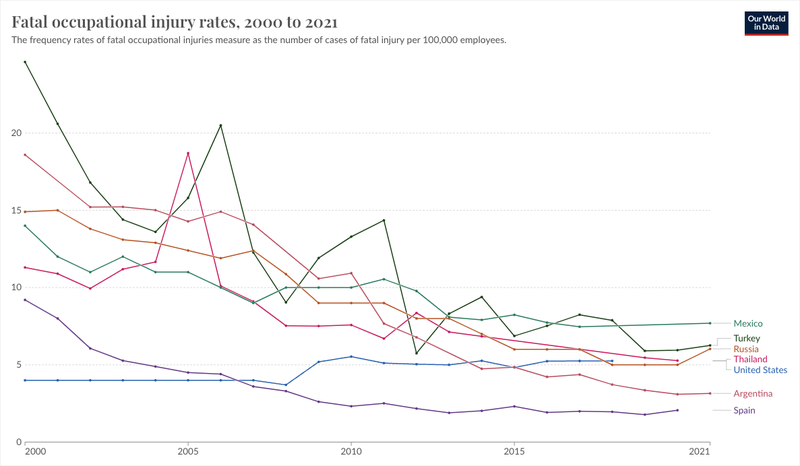 Fatal occupational injury rates, 2000 to 2021
Our World
in Data
The frequency rates of fatal occupational injuries measure as the number of cases of fatal injury per 100,000 employees.
20
15
10
5
0
Mexico
Turkey
Russia
Thailand
United States
Argentina
Spain
2000
2005
2010
2015
2021